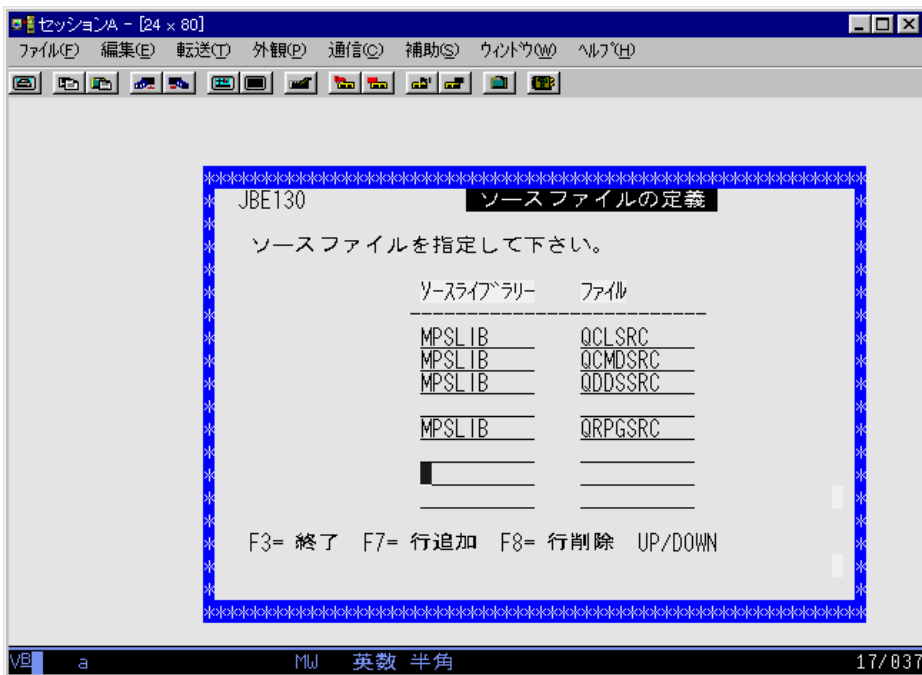 セッションA - [24 x 80]
ファイル(F) 編集(E) 転送(T) 外観(P) 通信(C) 補助(S) ウィンドウ(W) ヘルプ(H)
JBE130 ソースファイルの定義
ソースファイルを指定して下さい。
ソースライブラリー ファイル
MPSLIB QCLSRC
MPSLIB QCMDSRC
MPSLIB QDDSSRC
MPSLIB QRPGSRC
F3= 終了 F7= 行追加 F8= 行削除 UP/DOWN
VB a MW 英数 半角 17/037